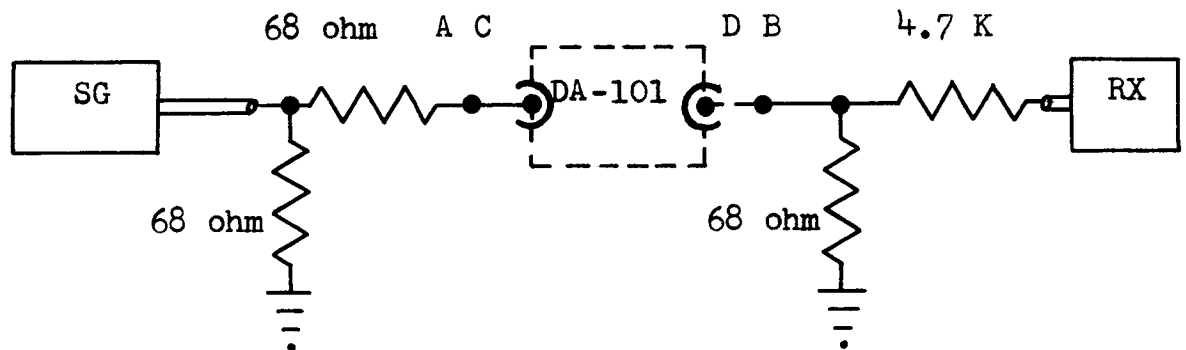 68 ohm A C D B 4.7 K
SG DA-101 RX
68 ohm 68 ohm